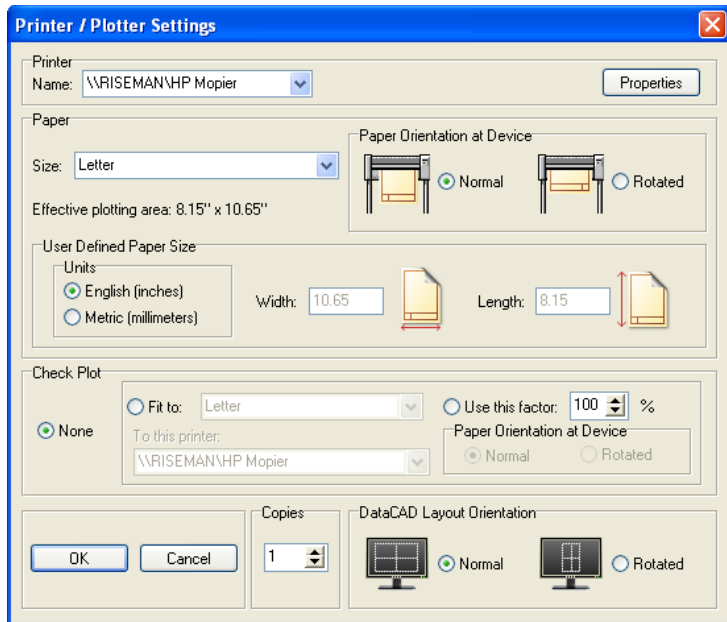 Printer / Plotter Settings
Printer
Name: \\RISEMAN\HP Mopier
Properties
Paper
Size: Letter
Effective plotting area: 8.15" x 10.65"
Paper Orientation at Device
Normal
Rotated
User Defined Paper Size
Units
English (inches)
Metric (millimeters)
Width: 10.65
Length: 8.15
Check Plot
None
Fit to: Letter
To this printer:
\\RISEMAN\HP Mopier
Use this factor: 100 %
Paper Orientation at Device
Normal
Rotated
OK
Cancel
Copies
1
DataCAD Layout Orientation
Normal
Rotated